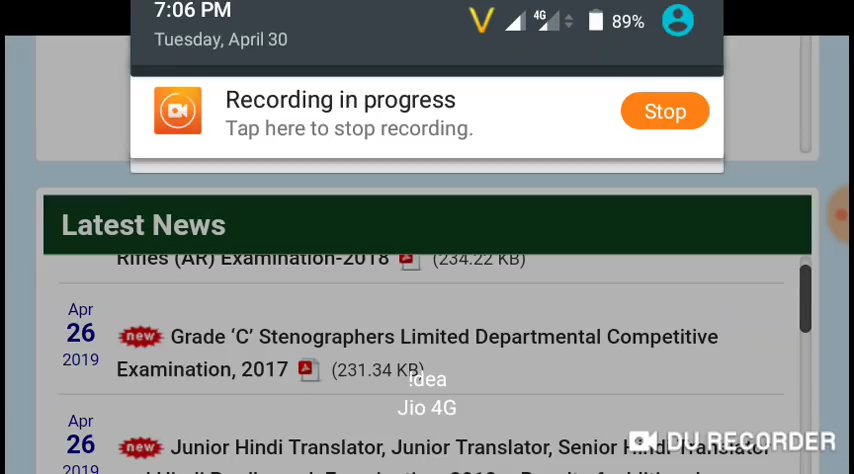 7:06 PM
4G
89%
Tuesday, April 30
Recording in progress
Tap here to stop recording.
Stop
Latest News
Rifles (AR) Examination-2018 (234.22 KB)
Apr
26
2019
new Grade ‘C’ Stenographers Limited Departmental Competitive
Examination, 2017 (231.34 KB)
!dea
Jio 4G
Apr
26
2019
new Junior Hindi Translator, Junior Translator, Senior Hindi Translator
DU RECORDER